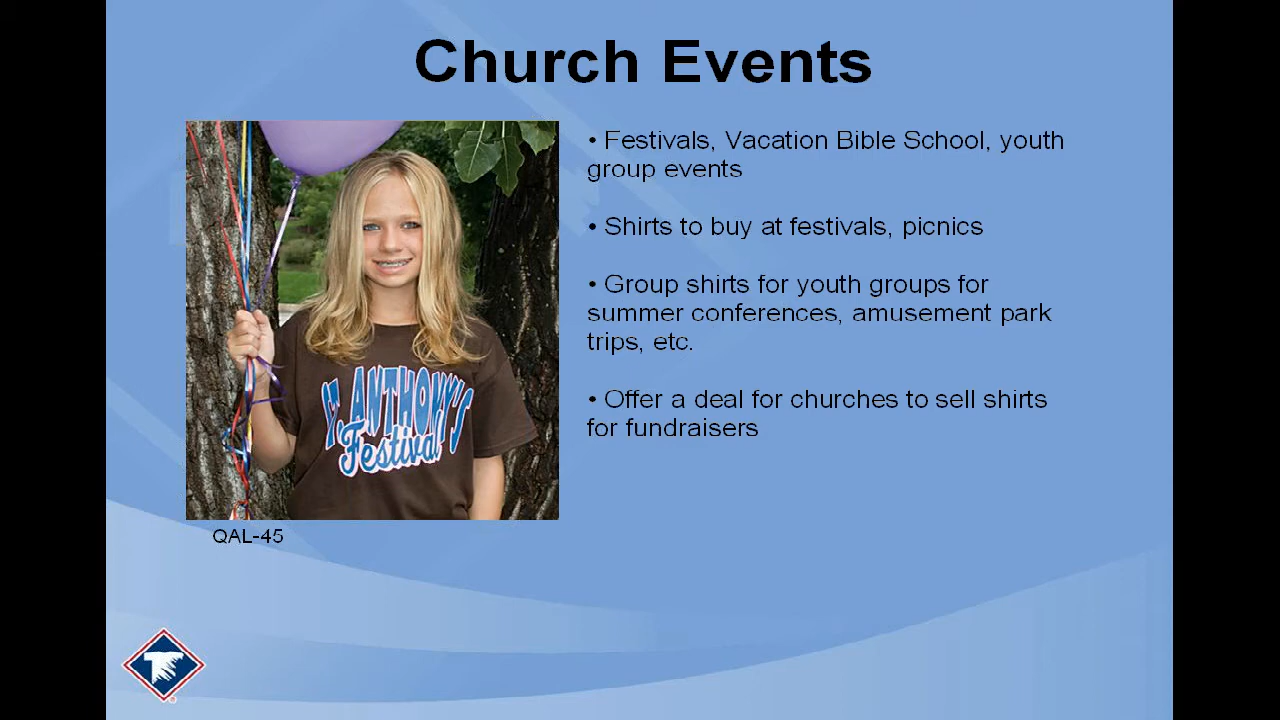 Church Events
• Festivals, Vacation Bible School, youth
group events
• Shirts to buy at festivals, picnics
• Group shirts for youth groups for
summer conferences, amusement park
trips, etc.
• Offer a deal for churches to sell shirts
for fundraisers
ST. ANTHONY'S
Festival
QAL-45
T
®